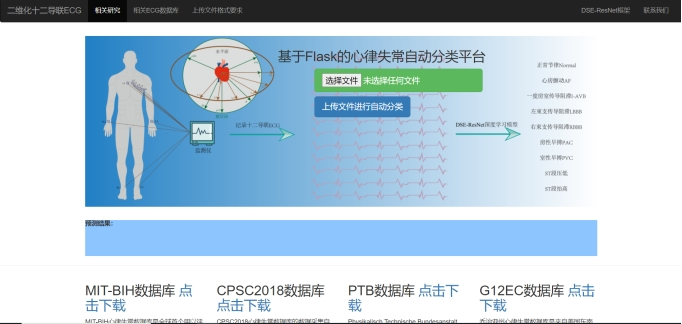 二维化十二导联ECG
相关研究
相关ECG数据库
上传文件格式要求
DSE-ResNet框架
联系我们
基于Flask的心律失常自动分类平台
选择文件 未选择任何文件
上传文件进行自动分类
记录十二导联ECG
DSE-ResNet深度学习模型
正常节律Normal
心房颤动AF
一度房室传导阻滞I-AVB
左束支传导阻滞LBBB
右束支传导阻滞RBBB
房性早搏PAC
室性早搏PVC
ST段压低
ST段抬高
预测结果:
MIT-BIH数据库 点
击下载
CPSC2018数据库
点击下载
PTB数据库 点击下
载
G12EC数据库 点击
下载
Physikalisch Technische Bundesanstalt